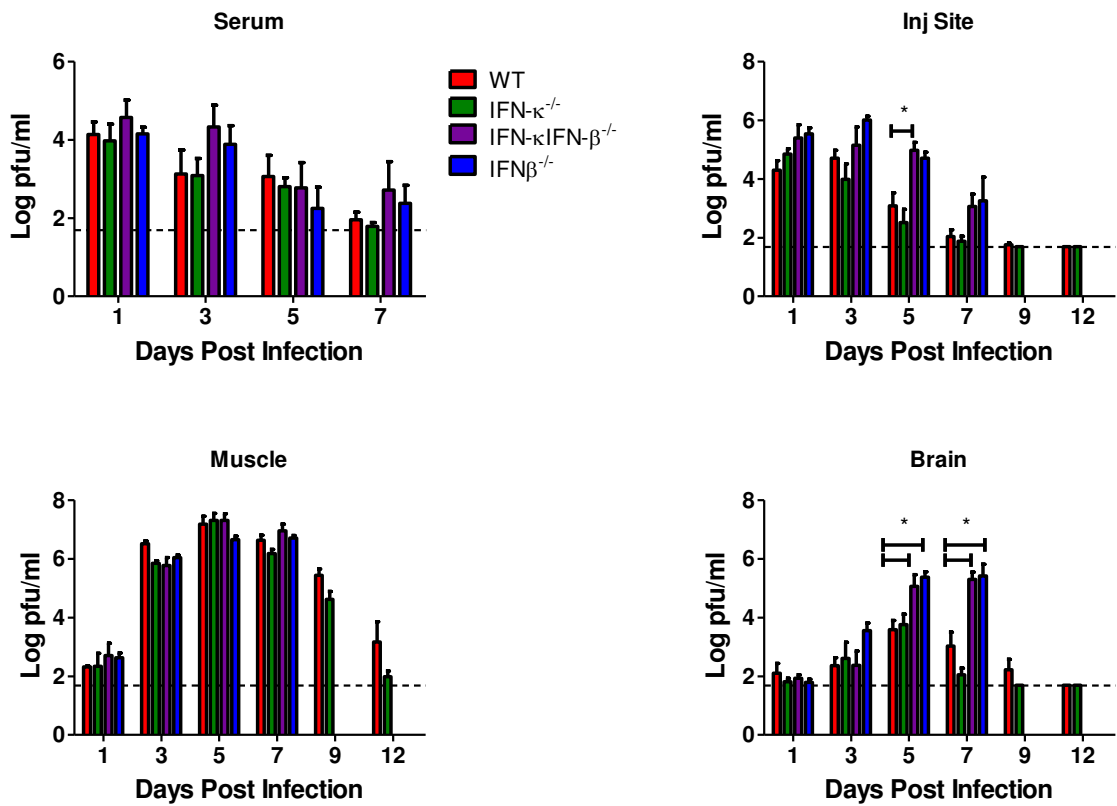 Serum
Log pfu/ml
6
4
2
0
1 3 5 7
Days Post Infection
WT
IFN-κ-/-
IFN-κIFN-β-/-
IFNβ-/-
Inj Site
Log pfu/ml
8
6
4
2
0
*
1 3 5 7 9 12
Days Post Infection
Muscle
Log pfu/ml
8
6
4
2
0
1 3 5 7 9 12
Days Post Infection
Brain
Log pfu/ml
8
6
4
2
0
* *
1 3 5 7 9 12
Days Post Infection